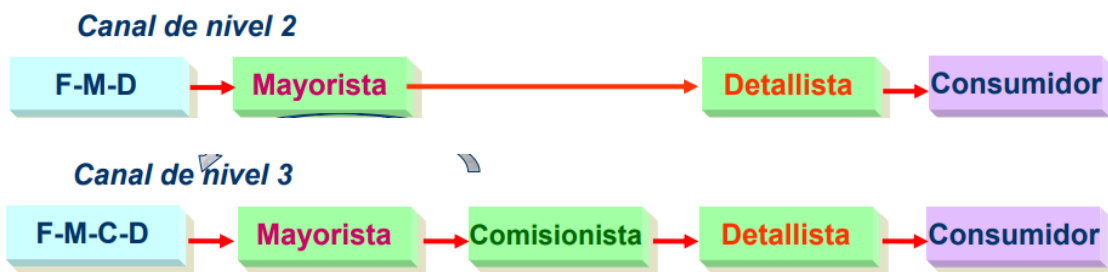 Canal de nivel 2
F-M-D Mayorista Detallista Consumidor
Canal de nivel 3
F-M-C-D Mayorista Comisionista Detallista Consumidor